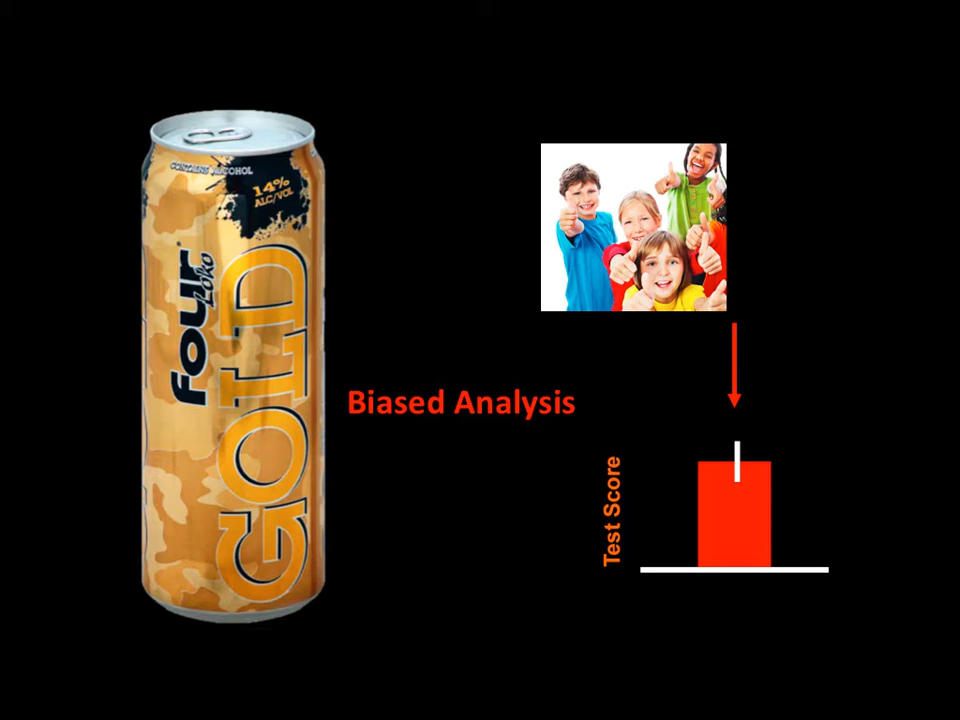 CONTAINS ALCOHOL
14%
ALC/VOL
four
Loko
GOLD
Biased Analysis
Test Score